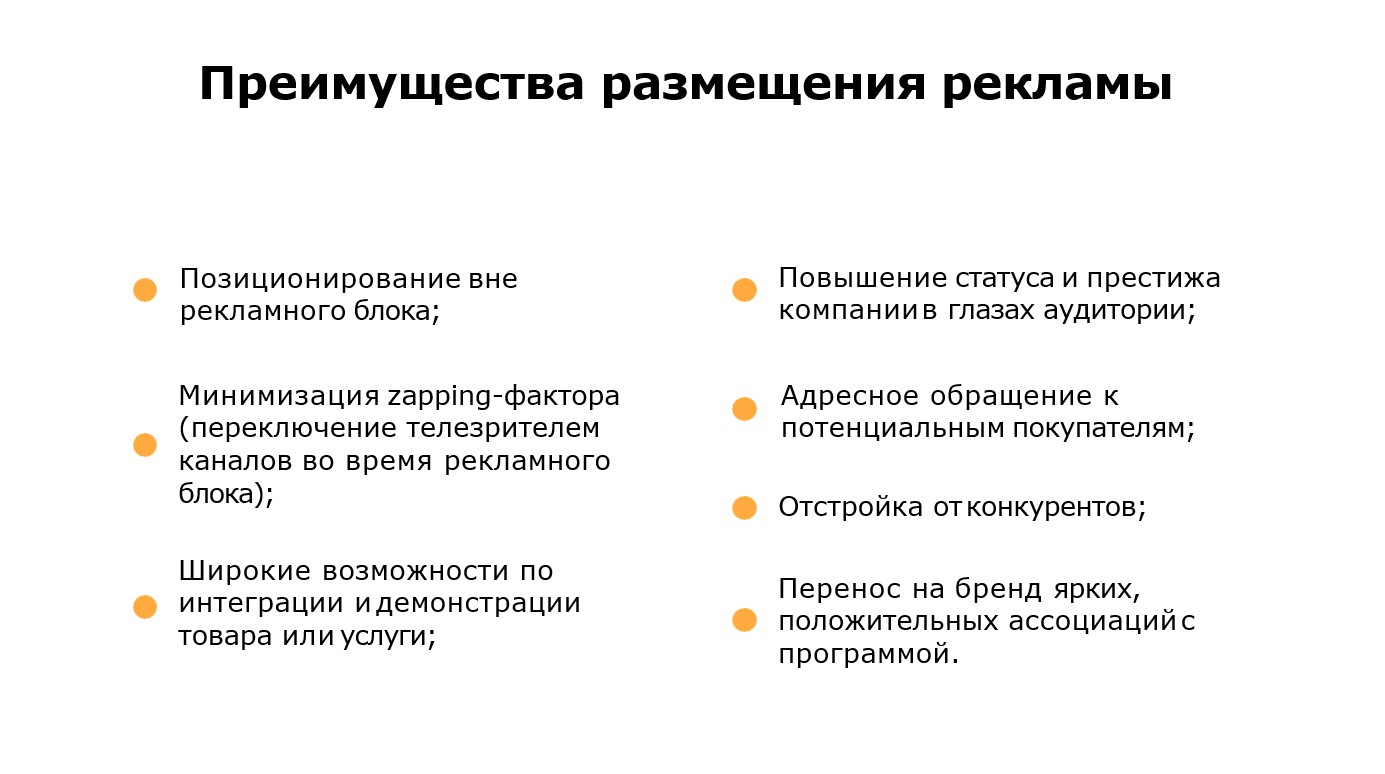 Преимущества размещения рекламы
Позиционирование вне
рекламного блока;
Минимизация zapping-фактора
(переключение телезрителем
каналов во время рекламного
блока);
Широкие возможности по
интеграции и демонстрации
товара или услуги;
Повышение статуса и престижа
компании в глазах аудитории;
Адресное обращение к
потенциальным покупателям;
Отстройка от конкурентов;
Перенос на бренд ярких,
положительных ассоциаций с
программой.